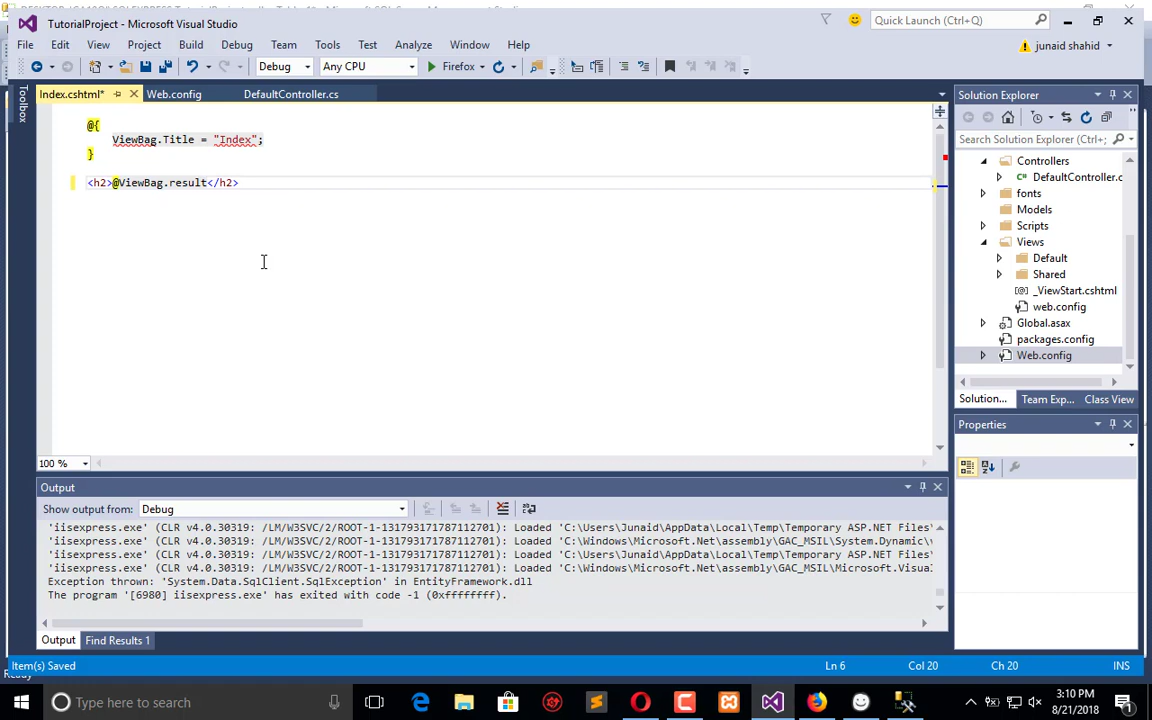 TutorialProject - Microsoft Visual Studio
Quick Launch (Ctrl+Q)
File Edit View Project Build Debug Team Tools Test Analyze Window Help
junaid shahid
Debug Any CPU Firefox
Toolbox
Index.cshtml* Web.config DefaultController.cs
@{
ViewBag.Title = "Index";
}
<h2>@ViewBag.result</h2>
100 %
Solution Explorer
Search Solution Explorer (Ctrl+;)
Controllers
DefaultController.c
fonts
Models
Scripts
Views
Default
Shared
_ViewStart.cshtml
web.config
Global.asax
packages.config
Web.config
Solution... Team Exp... Class View
Properties
Output
Show output from: Debug
'iisexpress.exe' (CLR v4.0.30319: /LM/W3SVC/2/ROOT-1-131793171787112701): Loaded 'C:\Users\Junaid\AppData\Local\Temp\Temporary ASP.NET Files'
'iisexpress.exe' (CLR v4.0.30319: /LM/W3SVC/2/ROOT-1-131793171787112701): Loaded 'C:\Windows\Microsoft.Net\assembly\GAC_MSIL\System.Dynamic\
'iisexpress.exe' (CLR v4.0.30319: /LM/W3SVC/2/ROOT-1-131793171787112701): Loaded 'C:\Users\Junaid\AppData\Local\Temp\Temporary ASP.NET Files'
'iisexpress.exe' (CLR v4.0.30319: /LM/W3SVC/2/ROOT-1-131793171787112701): Loaded 'C:\Windows\Microsoft.Net\assembly\GAC_MSIL\Microsoft.Visua
Exception thrown: 'System.Data.SqlClient.SqlException' in EntityFramework.dll
The program '[6980] iisexpress.exe' has exited with code -1 (0xffffffff).
Output Find Results 1
Item(s) Saved Ln 6 Col 20 Ch 20 INS
Ready
Type here to search
3:10 PM
8/21/2018
1